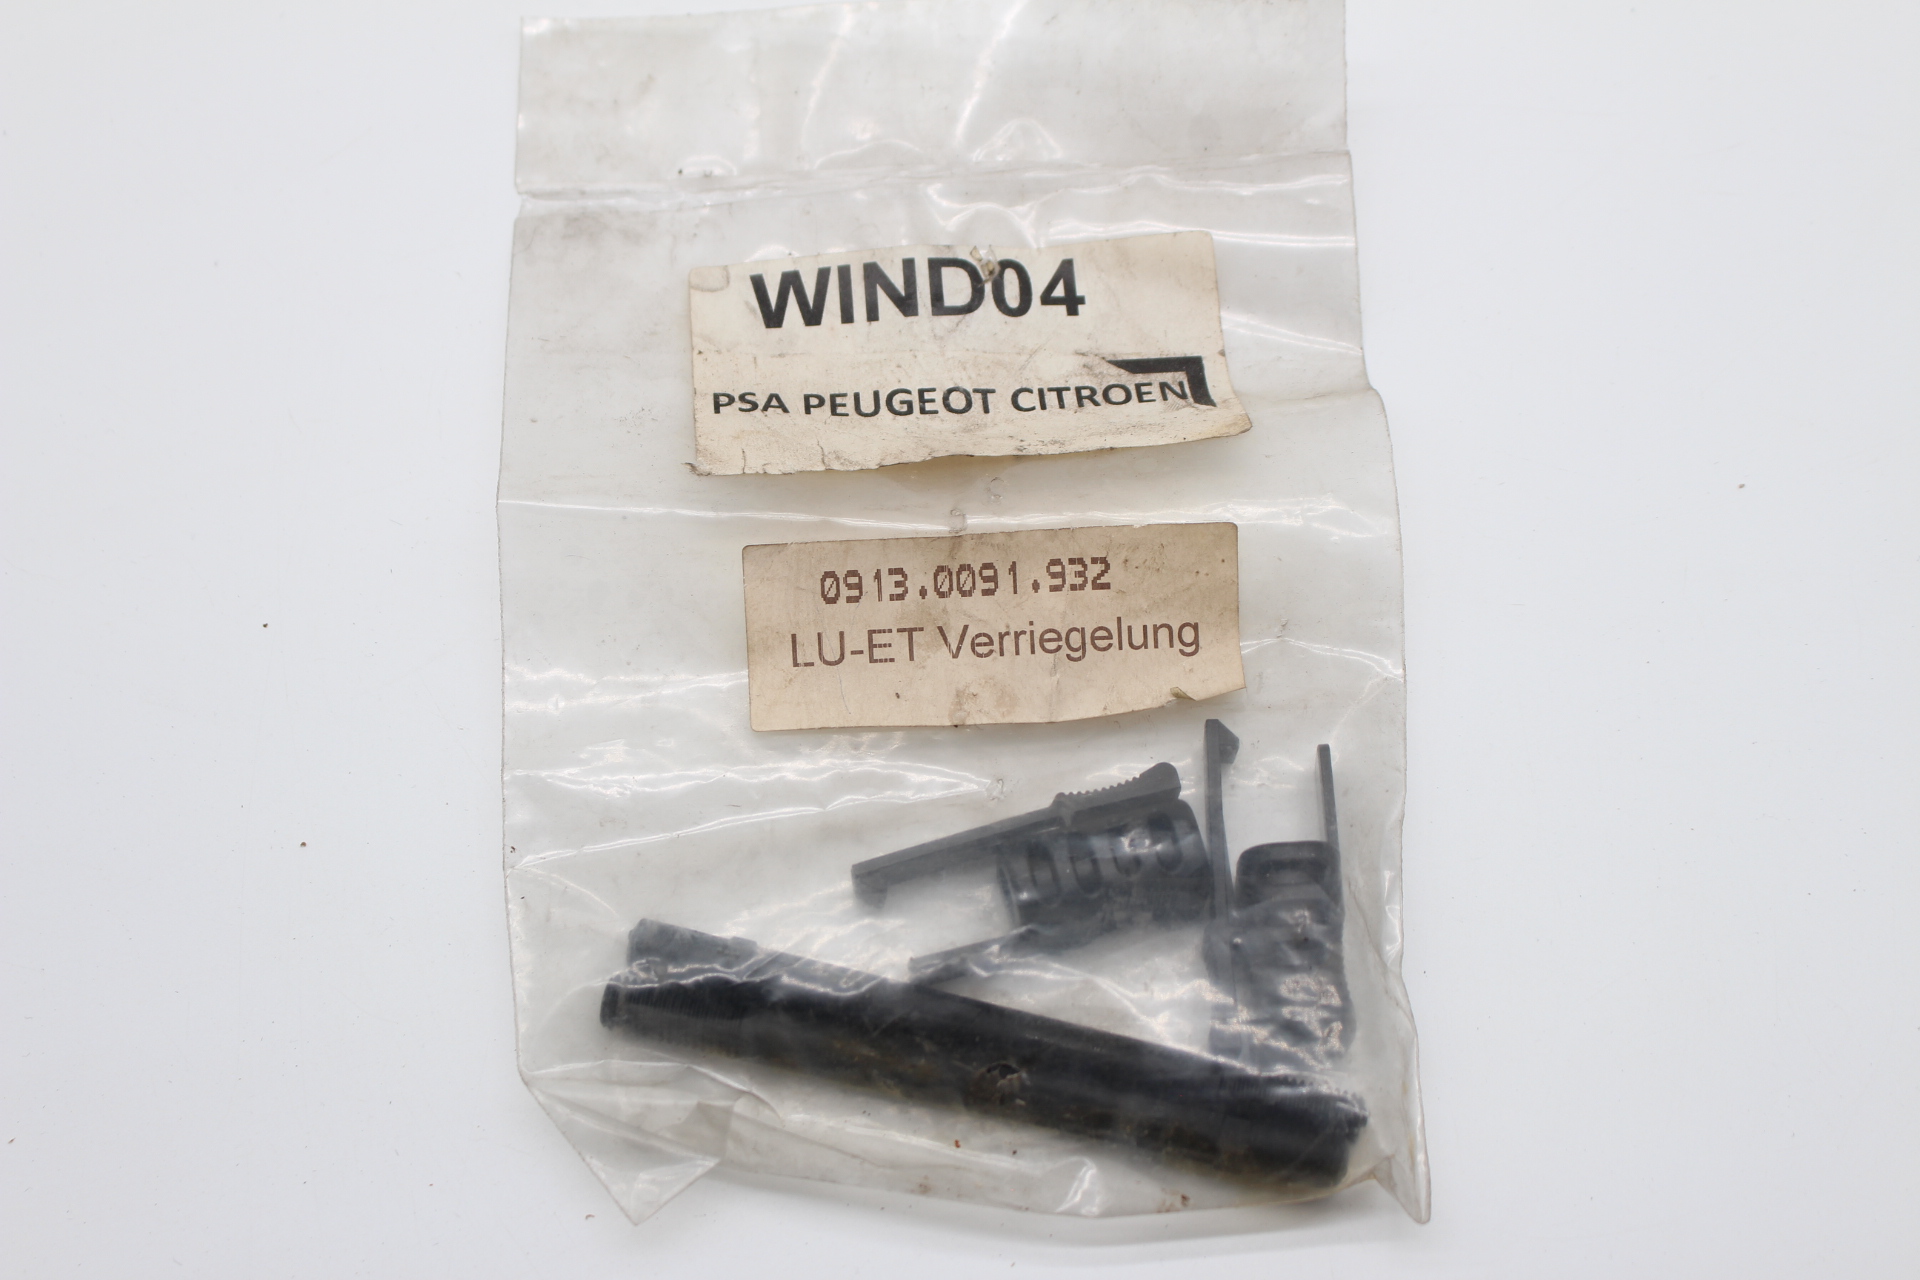 WIND04
PSA PEUGEOT CITROEN
0913.0091.932
LU-ET Verriegelung